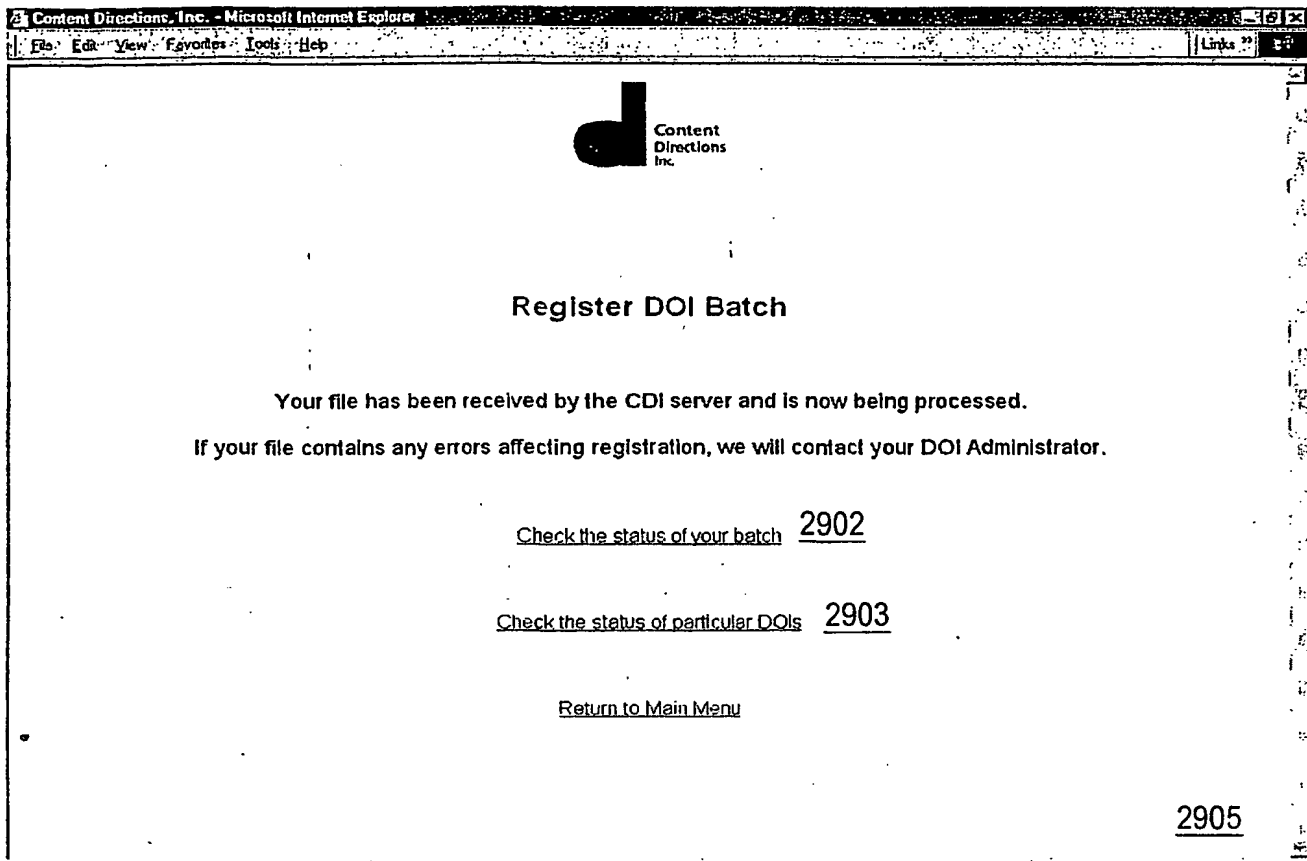 Content Directions, Inc. - Microsoft Internet Explorer
File Edit View Favorites Tools Help Links »
d Content
Directions
Inc.
Register DOI Batch
Your file has been received by the CDI server and is now being processed.
If your file contains any errors affecting registration, we will contact your DOI Administrator.
Check the status of your batch 2902
Check the status of particular DOIs 2903
Return to Main Menu
2905